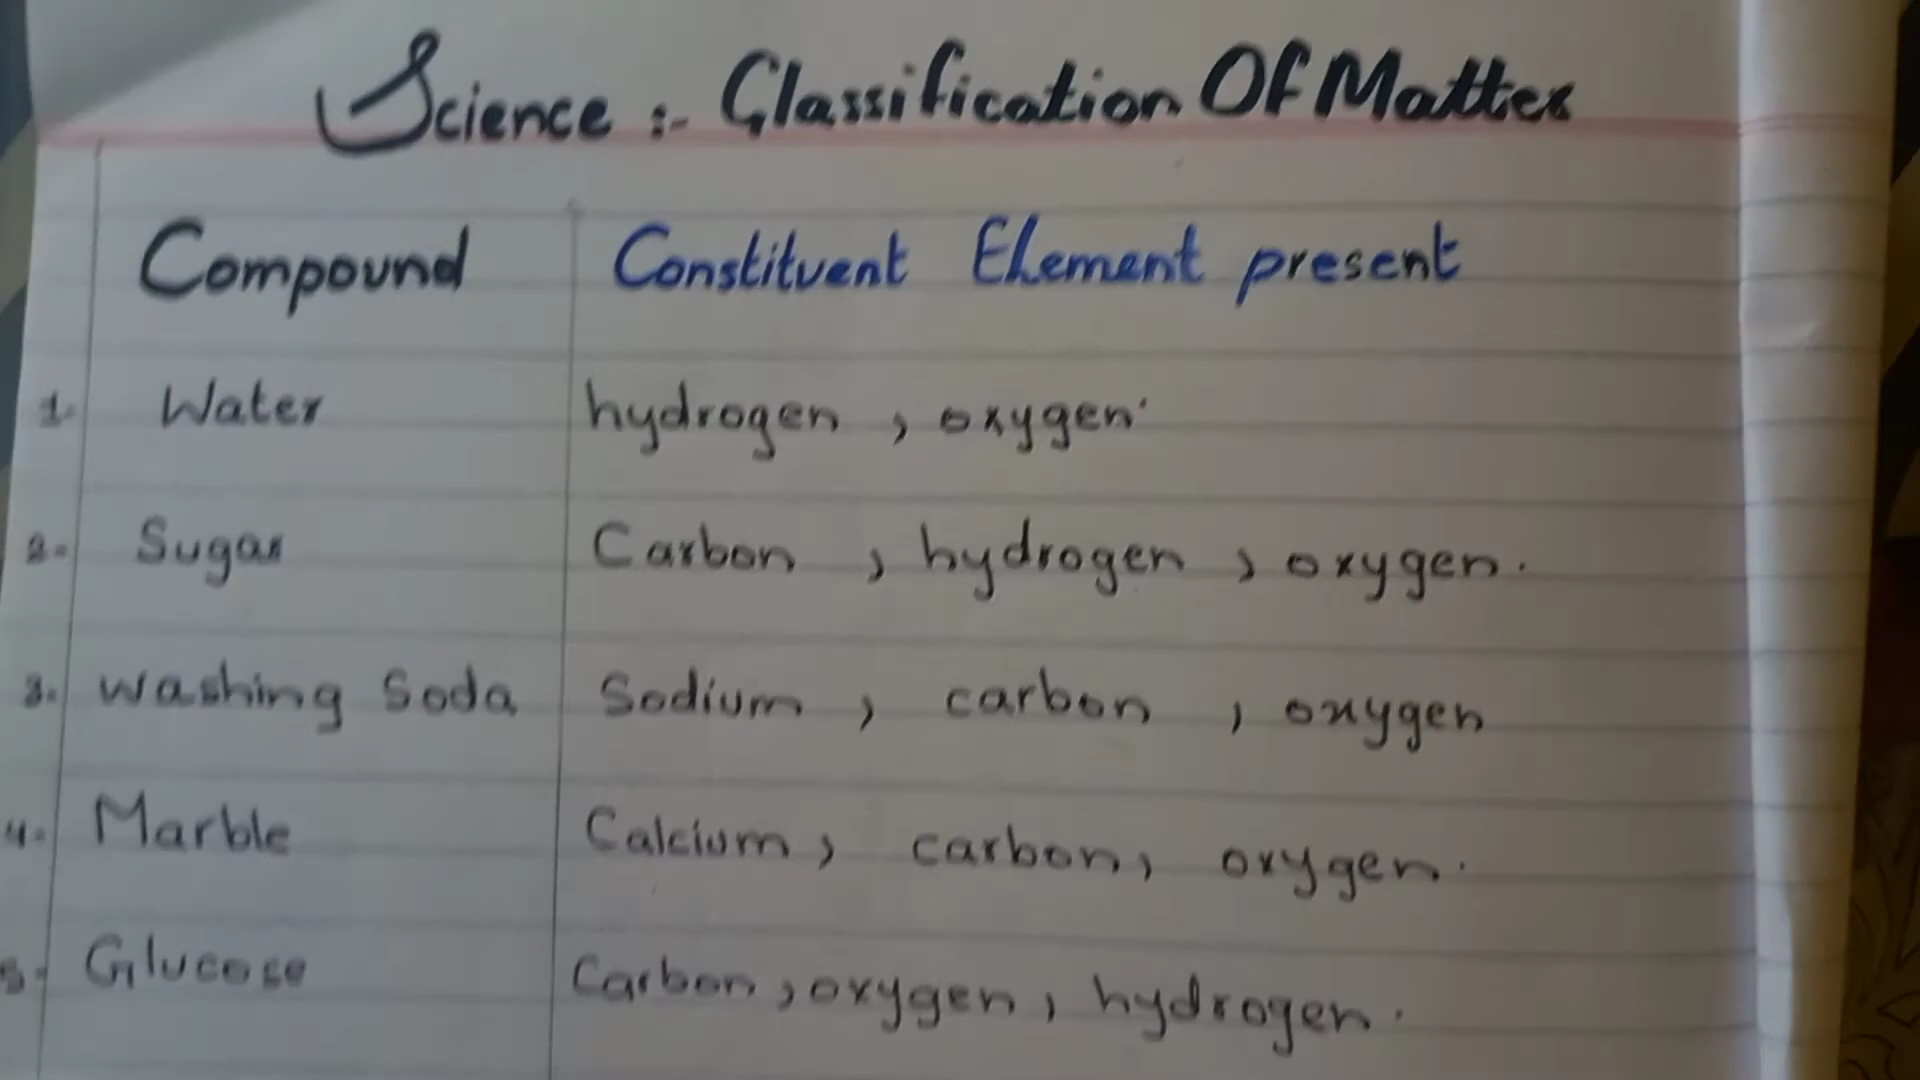 Science :- Classification Of Matter
Compound Constituent Element present
1. Water hydrogen , oxygen.
2. Sugar Carbon , hydrogen , oxygen.
3. washing Soda Sodium , carbon , oxygen
4. Marble Calcium , carbon , oxygen.
5. Glucose Carbon , oxygen , hydrogen.